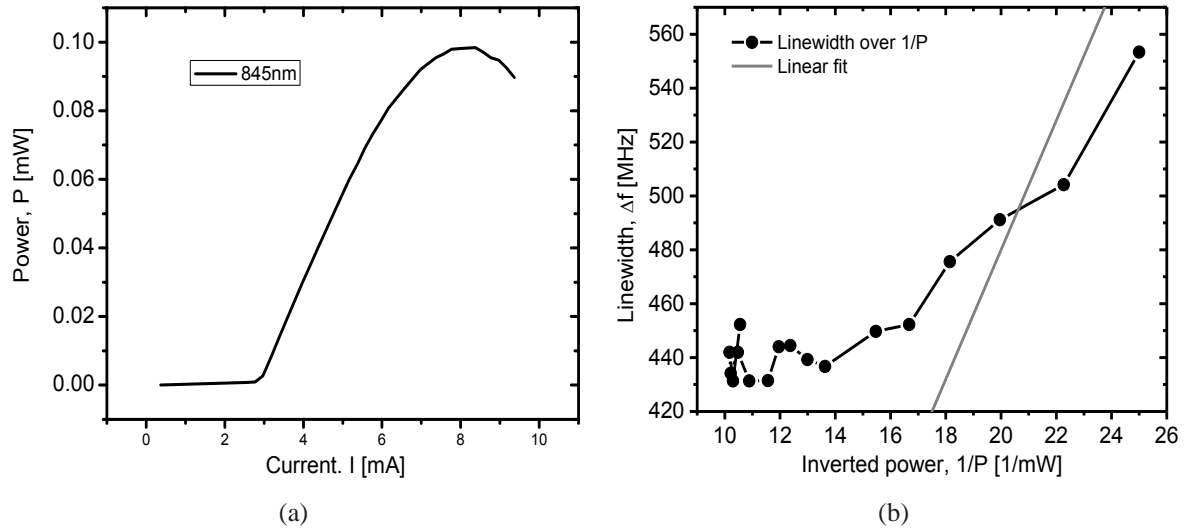 845nm
0.10
0.08
0.06
0.04
0.02
0.00
Power, P [mW]
0 2 4 6 8 10
Current. I [mA]
(a)
Linewidth over 1/P
Linear fit
560
540
520
500
480
460
440
420
Linewidth, Δf [MHz]
10 12 14 16 18 20 22 24 26
Inverted power, 1/P [1/mW]
(b)